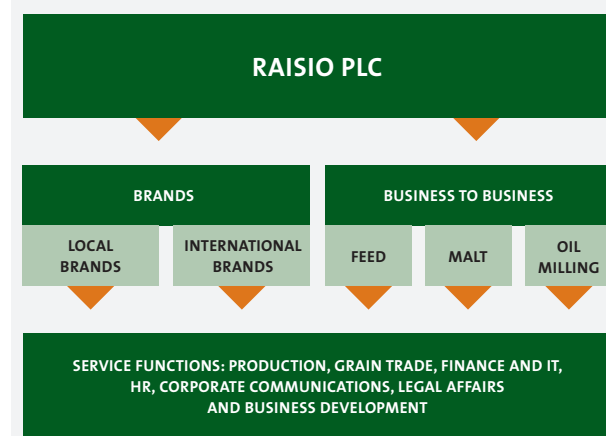 RAISIO PLC
BRANDS
BUSINESS TO BUSINESS
LOCAL
BRANDS
INTERNATIONAL
BRANDS
FEED
MALT
OIL
MILLING
SERVICE FUNCTIONS: PRODUCTION, GRAIN TRADE, FINANCE AND IT,
HR, CORPORATE COMMUNICATIONS, LEGAL AFFAIRS
AND BUSINESS DEVELOPMENT